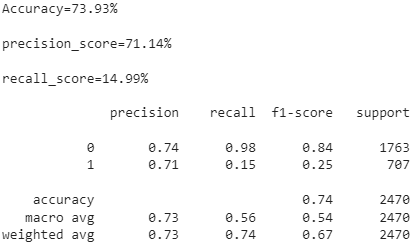 Accuracy=73.93%
precision_score=71.14%
recall_score=14.99%
precision recall f1-score support
0 0.74 0.98 0.84 1763
1 0.71 0.15 0.25 707
accuracy 0.74 2470
macro avg 0.73 0.56 0.54 2470
weighted avg 0.73 0.74 0.67 2470